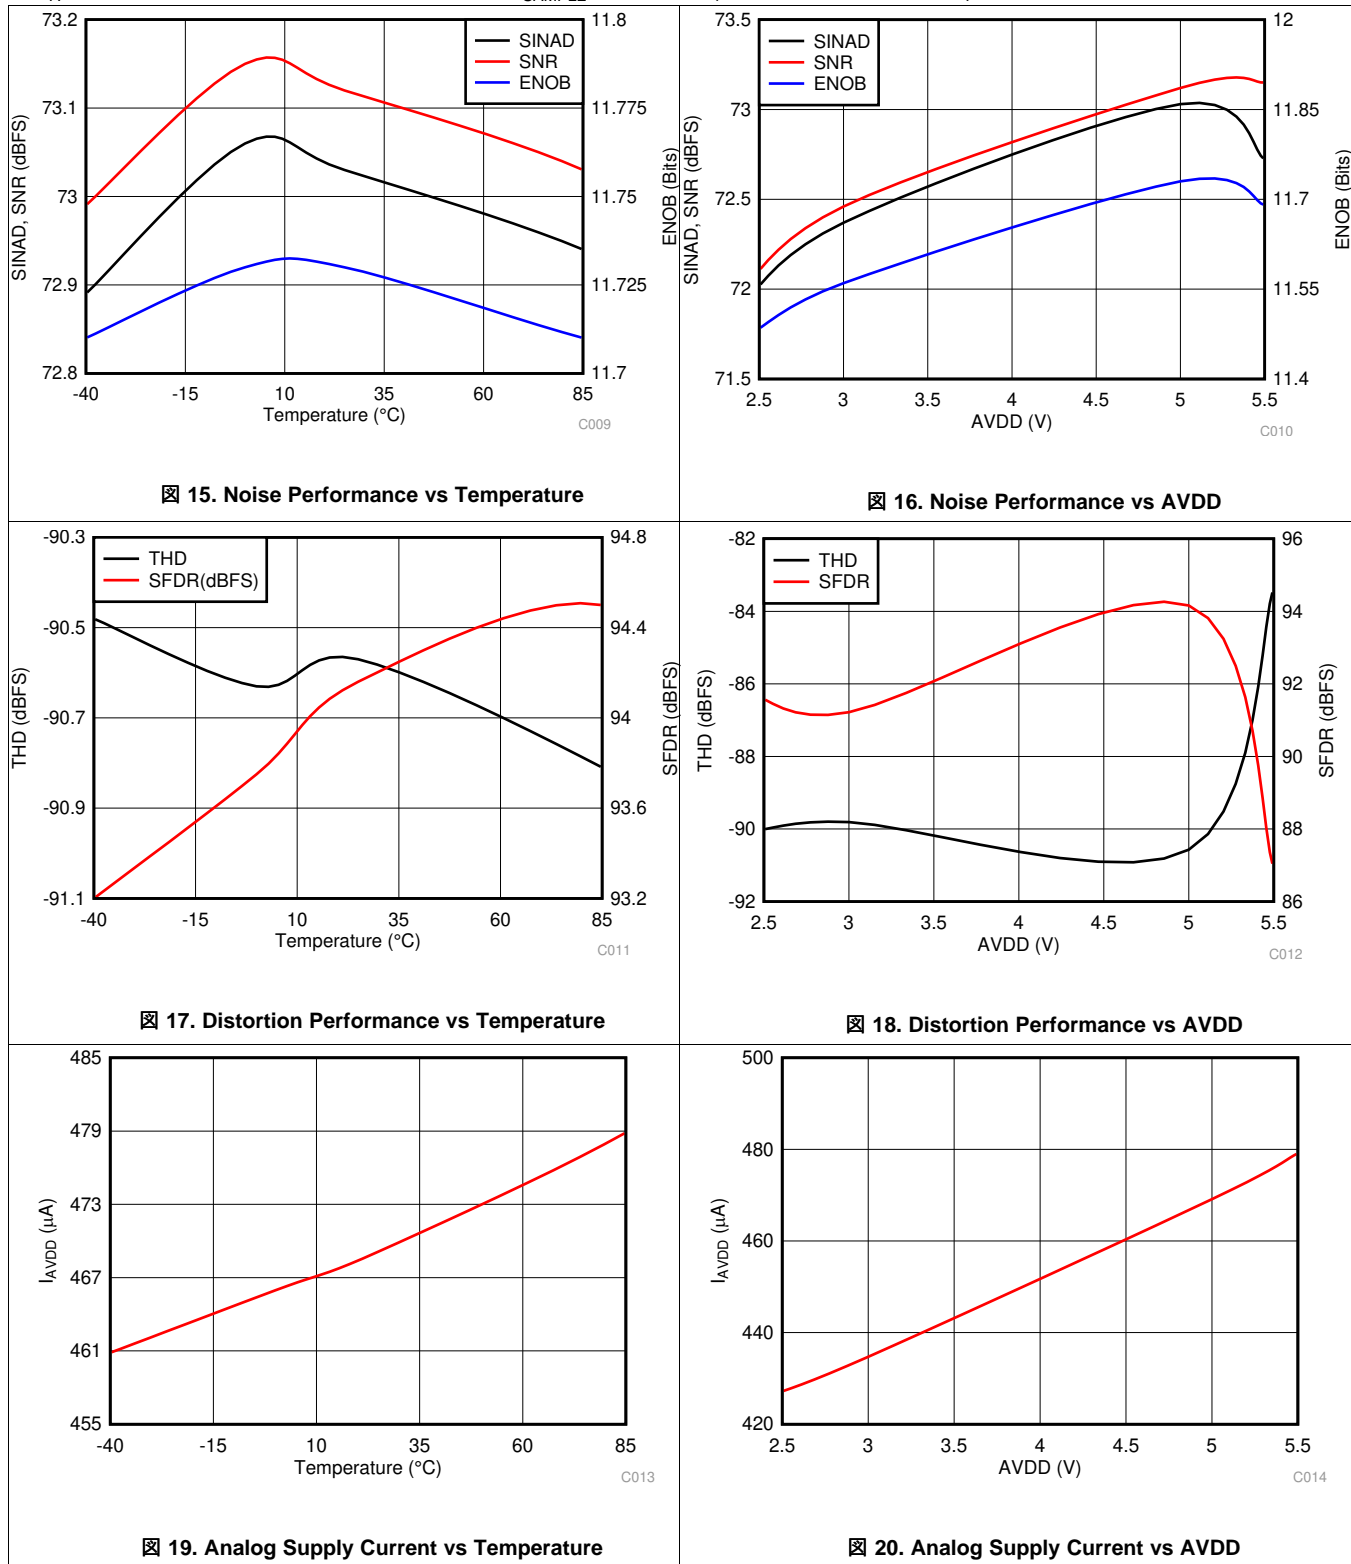 73.2
73.1
73
72.9
72.8
11.8
11.775
11.75
11.725
11.7
SINAD
SNR
ENOB
SINAD, SNR (dBFS)
ENOB (Bits)
-40 -15 10 35 60 85
Temperature (°C)
C009
図 15. Noise Performance vs Temperature
73.5
73
72.5
72
71.5
12
11.85
11.7
11.55
11.4
SINAD
SNR
ENOB
SINAD, SNR (dBFS)
ENOB (Bits)
2.5 3 3.5 4 4.5 5 5.5
AVDD (V)
C010
図 16. Noise Performance vs AVDD
-90.3
-90.5
-90.7
-90.9
-91.1
94.8
94.4
94
93.6
93.2
THD
SFDR(dBFS)
THD (dBFS)
SFDR (dBFS)
-40 -15 10 35 60 85
Temperature (°C)
C011
図 17. Distortion Performance vs Temperature
-82
-84
-86
-88
-90
-92
96
94
92
90
88
86
THD
SFDR
THD (dBFS)
SFDR (dBFS)
2.5 3 3.5 4 4.5 5 5.5
AVDD (V)
C012
図 18. Distortion Performance vs AVDD
485
479
473
467
461
455
IAVDD (μA)
-40 -15 10 35 60 85
Temperature (°C)
C013
図 19. Analog Supply Current vs Temperature
500
480
460
440
420
IAVDD (μA)
2.5 3 3.5 4 4.5 5 5.5
AVDD (V)
C014
図 20. Analog Supply Current vs AVDD